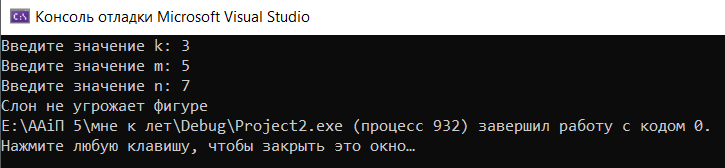 Консоль отладки Microsoft Visual Studio
Введите значение k: 3
Введите значение m: 5
Введите значение n: 7
Слон не угрожает фигуре
E:\ААиП 5\мне к лет\Debug\Project2.exe (процесс 932) завершил работу с кодом 0.
Нажмите любую клавишу, чтобы закрыть это окно…